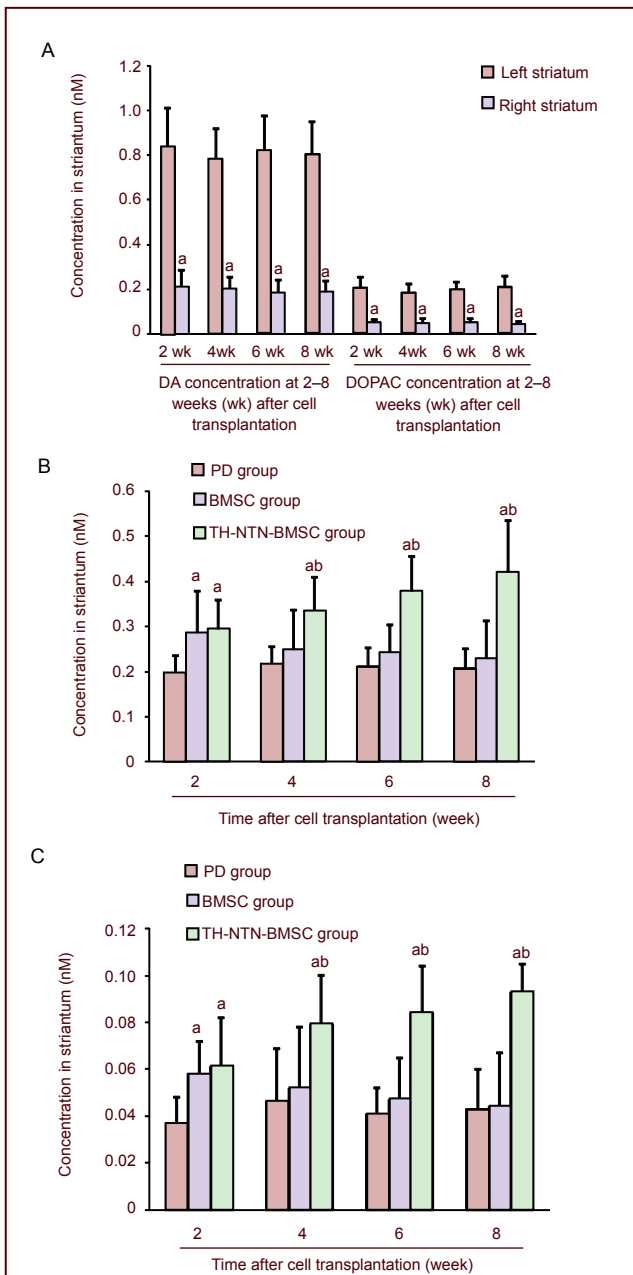 A
Concentration in striantum (nM)
1.2
1.0
0.8
0.6
0.4
0.2
0
Left striatum
Right striatum
a
a
a
a
a
a
a
a
2 wk
4wk
6 wk
8 wk
2 wk
4wk
6 wk
8 wk
DA concentration at 2–8
weeks (wk) after cell
transplantation
DOPAC concentration at 2–8
weeks (wk) after cell
transplantation
B
PD group
BMSC group
TH-NTN-BMSC group
Concentration in striantum (nM)
0.6
0.5
0.4
0.3
0.2
0.1
0
a
a
ab
ab
ab
2
4
6
8
Time after cell transplantation (week)
C
PD group
BMSC group
TH-NTN-BMSC group
Concentration in striantum (nM)
0.12
0.10
0.08
0.06
0.04
0.02
0
a
a
ab
ab
ab
2
4
6
8
Time after cell transplantation (week)